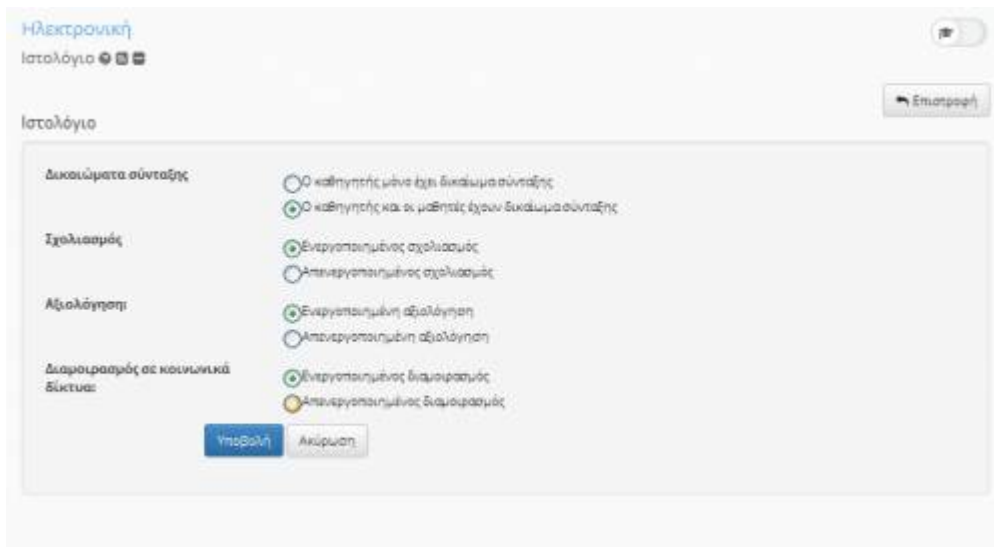 Ηλεκτρονική
Ιστολόγιο
Επιστροφή
Ιστολόγιο
Δικαιώματα σύνταξης
Ο καθηγητής μόνο έχει δικαίωμα σύνταξης
Ο καθηγητής και οι μαθητές έχουν δικαίωμα σύνταξης
Σχολιασμός
Ενεργοποιημένος σχολιασμός
Απενεργοποιημένος σχολιασμός
Αξιολόγηση:
Ενεργοποιημένη αξιολόγηση
Απενεργοποιημένη αξιολόγηση
Διαμοιρασμός σε κοινωνικά
δίκτυα:
Ενεργοποιημένος διαμοιρασμός
Απενεργοποιημένος διαμοιρασμός
Υποβολή Ακύρωση